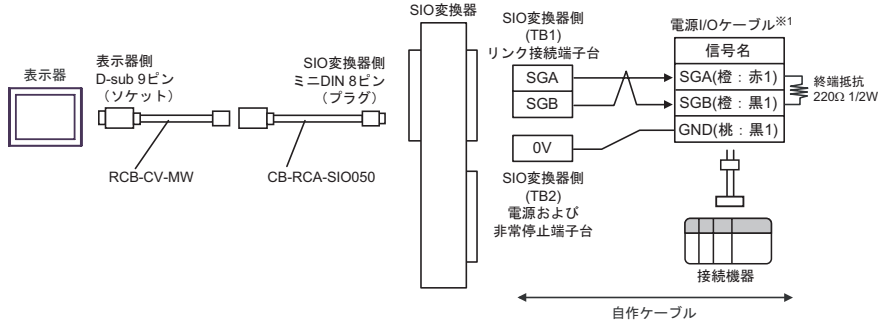 SIO変換器
表示器
表示器側
D-sub 9ピン
（ソケット）
SIO変換器側
ミニDIN 8ピン
（プラグ）
RCB-CV-MW
CB-RCA-SIO050
SIO変換器側
(TB1)
リンク接続端子台
SGA
SGB
0V
SIO変換器側
(TB2)
電源および
非常停止端子台
電源I/Oケーブル※1
信号名
SGA(橙：赤1)
SGB(橙：黒1)
GND(桃：黒1)
終端抵抗
220Ω 1/2W
接続機器
自作ケーブル